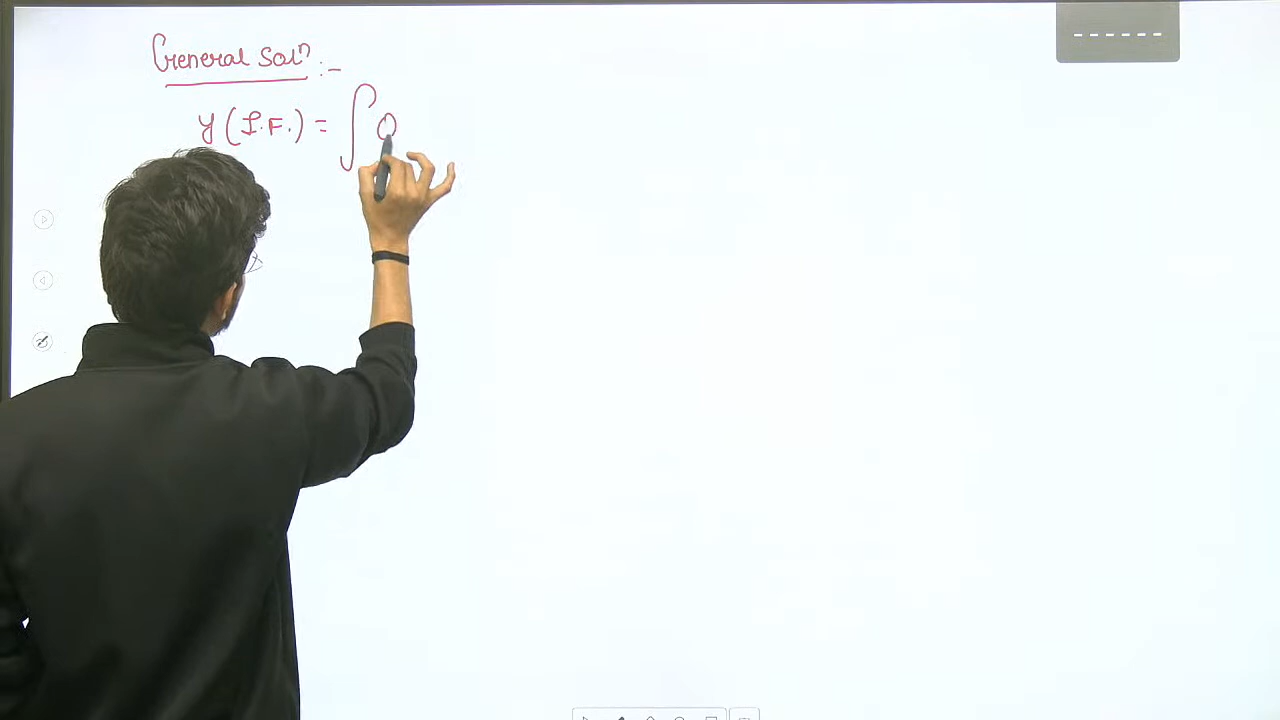 General Solⁿ :-
y (I.F.) = ∫ Q